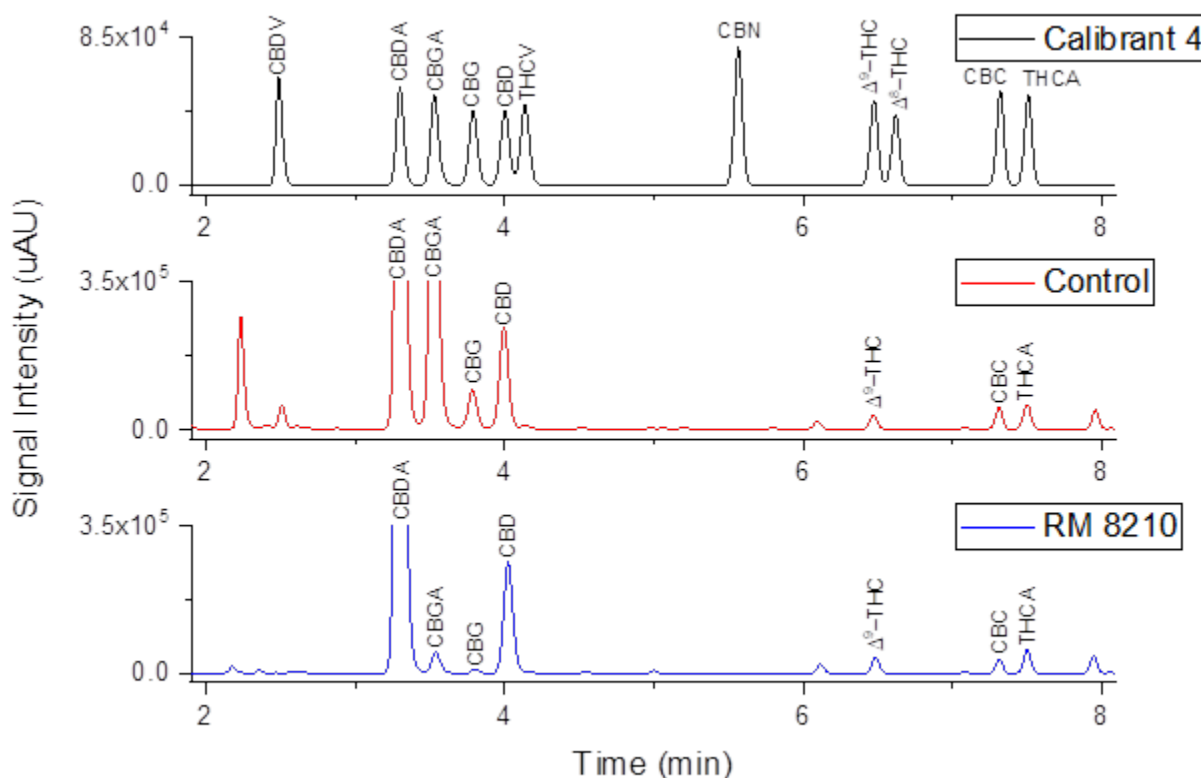 Signal Intensity (uAU)
8.5x10⁴
0.0
CBDV
CBDA
CBGA
CBG
CBD
THCV
CBN
Δ⁹–THC
Δ⁸–THC
CBC
THCA
Calibrant 4
2
4
6
8
3.5x10⁵
0.0
CBDA
CBGA
CBG
CBD
Δ⁹–THC
CBC
THCA
Control
2
4
6
8
3.5x10⁵
0.0
CBDA
CBGA
CBG
CBD
Δ⁹–THC
CBC
THCA
RM 8210
2
4
6
8
Time (min)